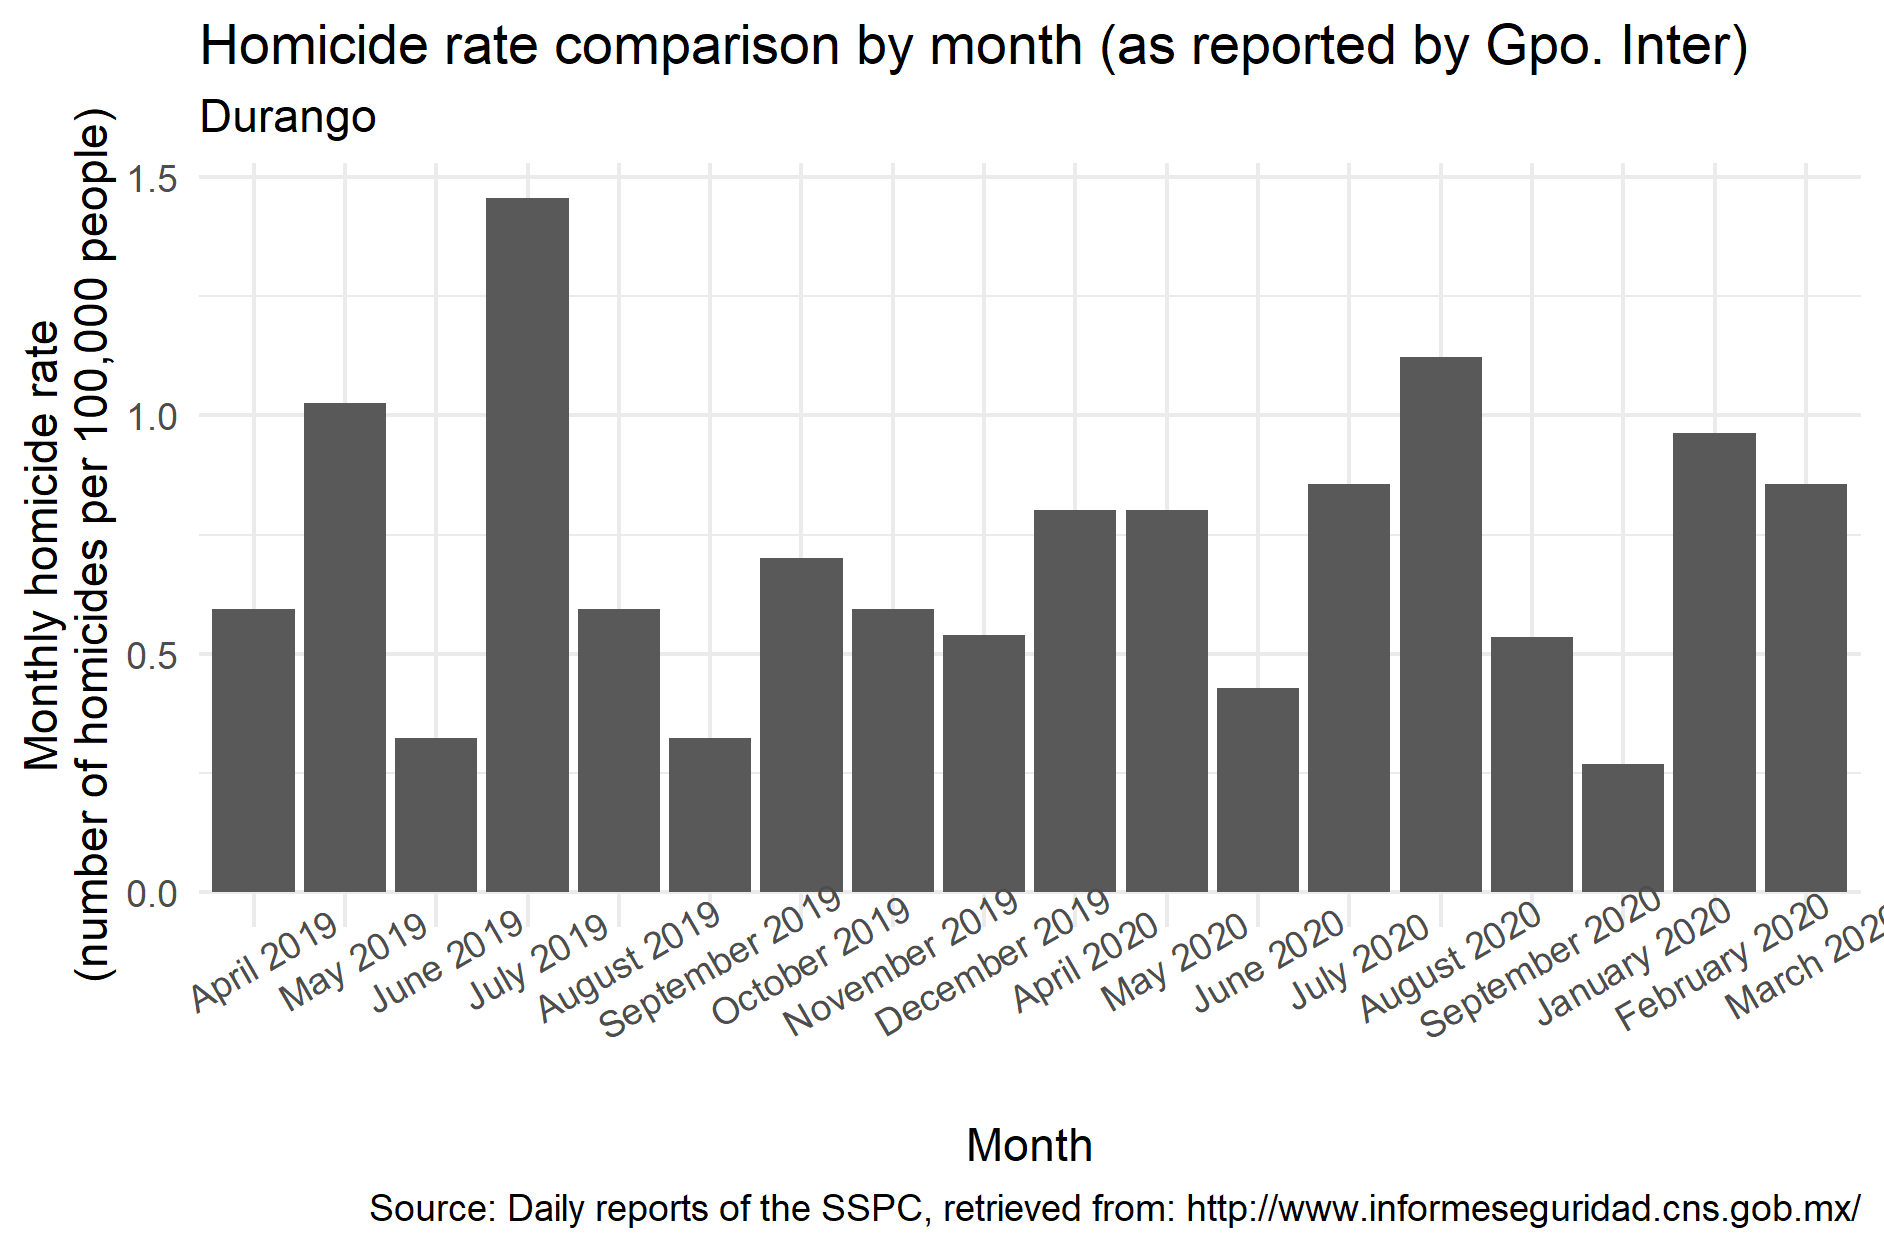 Homicide rate comparison by month (as reported by Gpo. Inter)
Durango
Monthly homicide rate
(number of homicides per 100,000 people)
1.5
1.0
0.5
0.0
April 2019
May 2019
June 2019
July 2019
August 2019
September 2019
October 2019
November 2019
December 2019
April 2020
May 2020
June 2020
July 2020
August 2020
September 2020
January 2020
February 2020
March 2020
Month
Source: Daily reports of the SSPC, retrieved from: http://www.informeseguridad.cns.gob.mx/